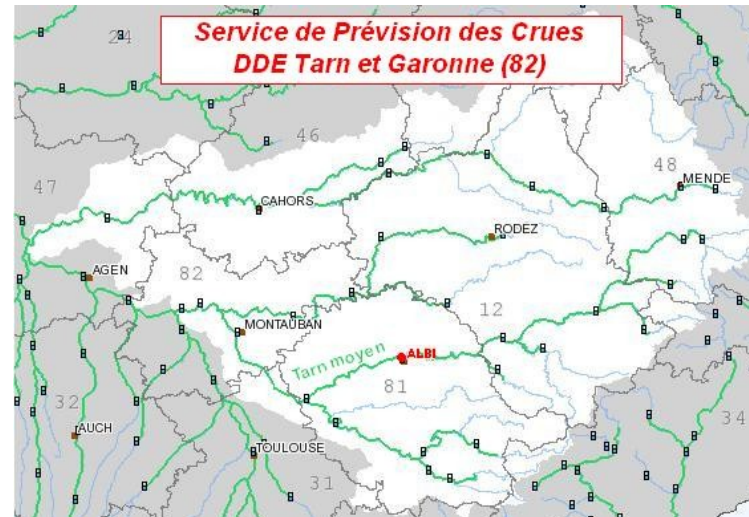 Service de Prévision des Crues
DDE Tarn et Garonne (82)
24
46
48
MENDE
47
CAHORS
RODEZ
AGEN
82
12
MONTAUBAN
Tarn moyen
ALBI
81
32
34
AUCH
TOULOUSE
31